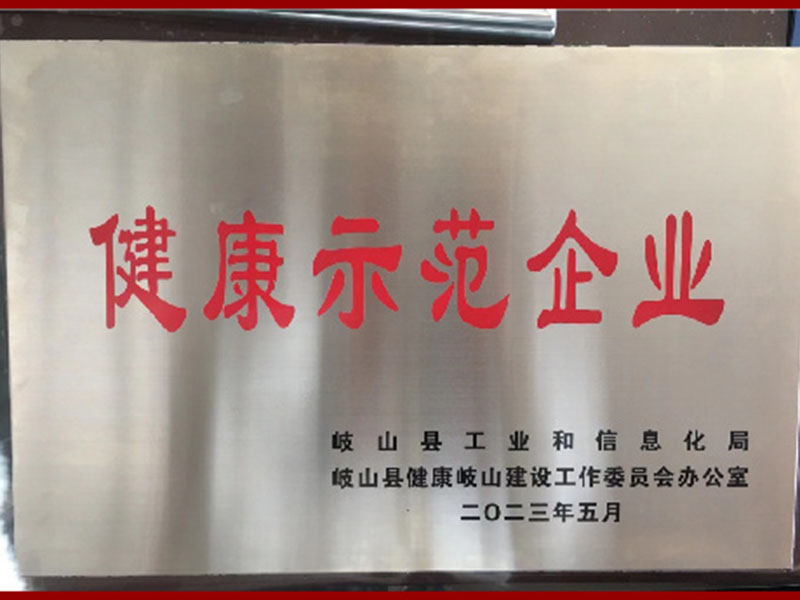 健康示范企业
岐山县工业和信息化局
岐山县健康岐山建设工作委员会办公室
二〇二三年五月